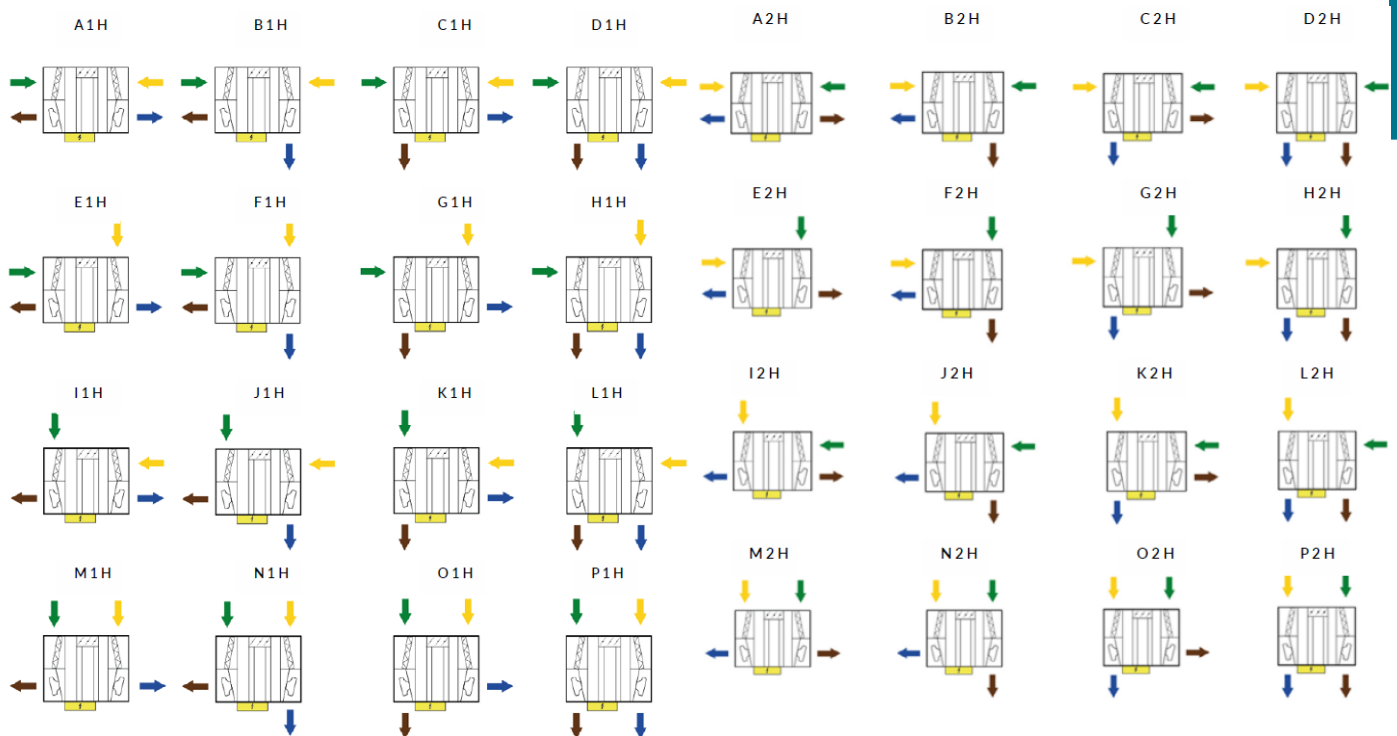 A1H B1H C1H D1H A2H B2H C2H D2H
E1H F1H G1H H1H E2H F2H G2H H2H
I1H J1H K1H L1H I2H J2H K2H L2H
M1H N1H O1H P1H M2H N2H O2H P2H